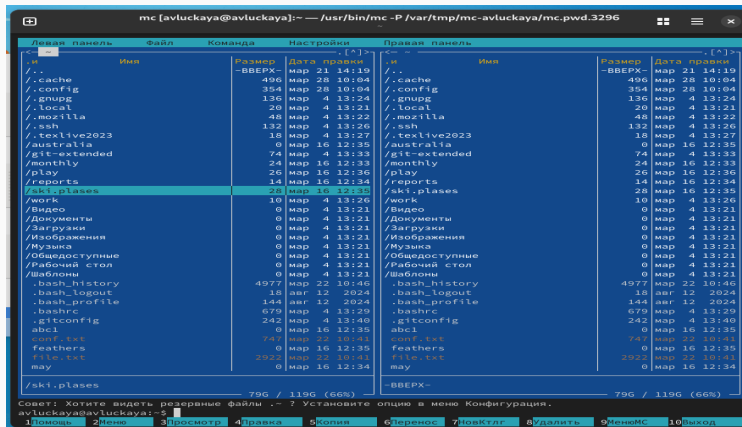 mc [avluckaya@avluckaya]:~ — /usr/bin/mc -P /var/tmp/mc-avluckaya/mc.pwd.3296
Левая панель Файл Команда Настройки Правая панель
<— ~ —.[^]>
.и Имя Размер Дата правки
/.. -ВВЕРХ- мар 21 14:19
/.cache 496 мар 28 10:04
/.config 354 мар 28 10:04
/.gnupg 136 мар 4 13:24
/.local 20 мар 4 13:21
/.mozilla 48 мар 4 13:22
/.ssh 132 мар 4 13:26
/.texlive2023 18 мар 4 13:27
/australia 0 мар 16 12:35
/git-extended 74 мар 4 13:33
/monthly 24 мар 16 12:33
/play 26 мар 16 12:36
/reports 14 мар 16 12:34
/ski.plases 28 мар 16 12:35
/work 10 мар 4 13:26
/Видео 0 мар 4 13:21
/Документы 0 мар 4 13:21
/Загрузки 0 мар 4 13:21
/Изображения 0 мар 4 13:21
/Музыка 0 мар 4 13:21
/Общедоступные 0 мар 4 13:21
/Рабочий стол 0 мар 4 13:21
/Шаблоны 0 мар 4 13:21
.bash_history 4977 мар 22 10:46
.bash_logout 18 авг 12 2024
.bash_profile 144 авг 12 2024
.bashrc 679 мар 4 13:29
.gitconfig 242 мар 4 13:40
abc1 0 мар 16 12:35
conf.txt 747 мар 22 10:41
feathers 0 мар 16 12:35
file.txt 2922 мар 22 10:41
may 0 мар 16 12:34
/ski.plases
79G / 119G (66%)
<— ~ —.[^]>
.и Имя Размер Дата правки
/.. -ВВЕРХ- мар 21 14:19
/.cache 496 мар 28 10:04
/.config 354 мар 28 10:04
/.gnupg 136 мар 4 13:24
/.local 20 мар 4 13:21
/.mozilla 48 мар 4 13:22
/.ssh 132 мар 4 13:26
/.texlive2023 18 мар 4 13:27
/australia 0 мар 16 12:35
/git-extended 74 мар 4 13:33
/monthly 24 мар 16 12:33
/play 26 мар 16 12:36
/reports 14 мар 16 12:34
/ski.plases 28 мар 16 12:35
/work 10 мар 4 13:26
/Видео 0 мар 4 13:21
/Документы 0 мар 4 13:21
/Загрузки 0 мар 4 13:21
/Изображения 0 мар 4 13:21
/Музыка 0 мар 4 13:21
/Общедоступные 0 мар 4 13:21
/Рабочий стол 0 мар 4 13:21
/Шаблоны 0 мар 4 13:21
.bash_history 4977 мар 22 10:46
.bash_logout 18 авг 12 2024
.bash_profile 144 авг 12 2024
.bashrc 679 мар 4 13:29
.gitconfig 242 мар 4 13:40
abc1 0 мар 16 12:35
conf.txt 747 мар 22 10:41
feathers 0 мар 16 12:35
file.txt 2922 мар 22 10:41
may 0 мар 16 12:34
-ВВЕРХ-
79G / 119G (66%)
Совет: Хотите видеть резервные файлы .~ ? Установите опцию в меню Конфигурация.
avluckaya@avluckaya:~$
1Помощь 2Меню 3Просмотр 4Правка 5Копия 6Перенос 7НовКтлг 8Удалить 9МенюMC 10Выход